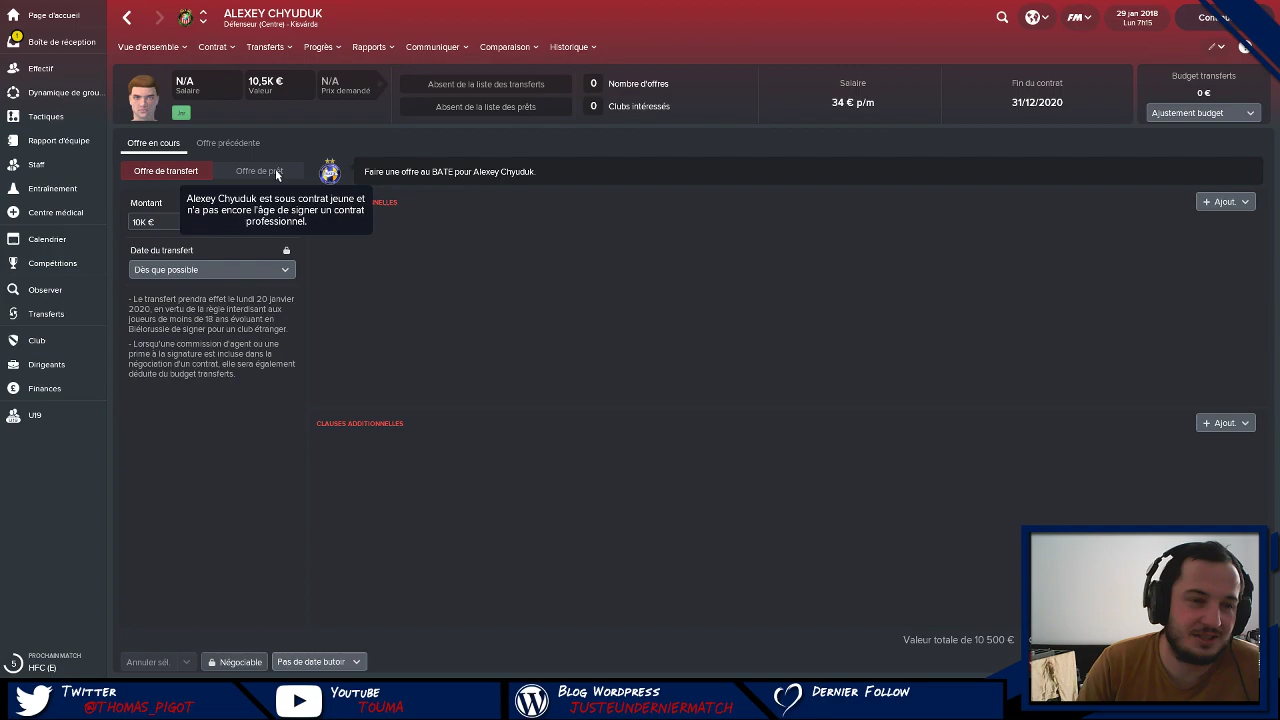 Page d'accueil
Boîte de réception
Effectif
Dynamique de grou...
Tactiques
Rapport d'équipe
Staff
Entraînement
Centre médical
Calendrier
Compétitions
Observer
Transferts
Club
Dirigeants
Finances
U19
5
PROCHAIN MATCH
HFC (E)
ALEXEY CHYUDUK
Défenseur (Centre) - Kisvárda
FM
29 jan 2018
Lun 7h15
Vue d'ensemble
Contrat
Transferts
Progrès
Rapports
Communiquer
Comparaison
Historique
N/A
Salaire
10,5K €
Valeur
N/A
Prix demandé
Absent de la liste des transferts
Absent de la liste des prêts
0 Nombre d'offres
0 Clubs intéressés
Salaire
34 € p/m
Fin du contrat
31/12/2020
Budget transferts
0 €
Ajustement budget
Offre en cours
Offre précédente
Offre de transfert
Offre de prêt
Faire une offre au BATE pour Alexey Chyuduk.
Alexey Chyuduk est sous contrat jeune et
n'a pas encore l'âge de signer un contrat
professionnel.
Montant
10K €
Ajout.
Date du transfert
Dès que possible
- Le transfert prendra effet le lundi 20 janvier
2020, en vertu de la règle interdisant aux
joueurs de moins de 18 ans évoluant en
Biélorussie de signer pour un club étranger.
- Lorsqu'une commission d'agent ou une
prime à la signature est incluse dans la
négociation d'un contrat, elle sera également
déduite du budget transferts.
CLAUSES ADDITIONNELLES
Ajout.
Valeur totale de 10 500 €
Annuler sél.
Négociable
Pas de date butoir
Twitter
@Thomas_Pigot
Youtube
Touma
Blog Wordpress
JusteUnDernierMatch
Dernier Follow